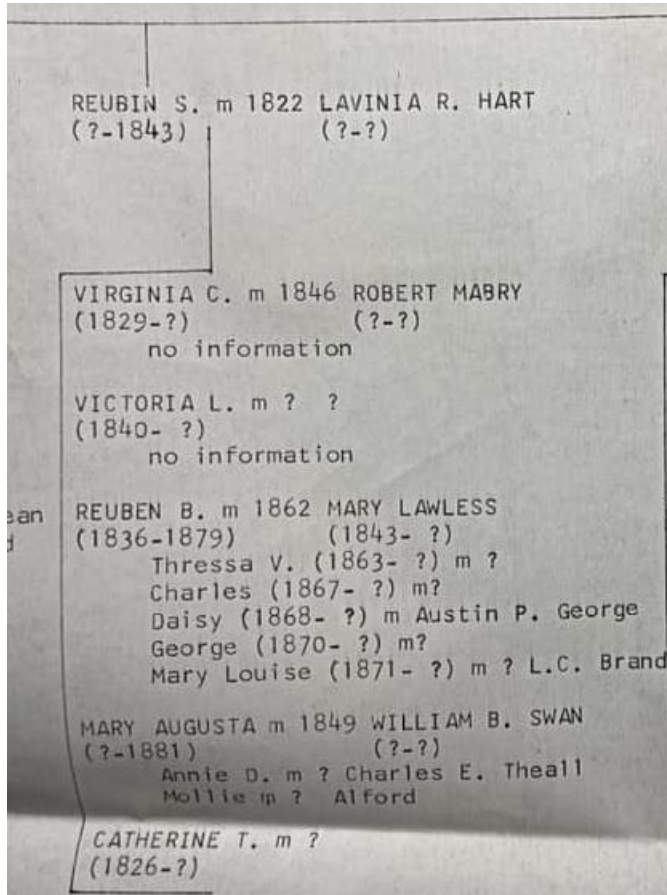 REUBIN S. m 1822 LAVINIA R. HART
(?-1843) (?-?)
VIRGINIA C. m 1846 ROBERT MABRY
(1829-?) (?-?)
no information
VICTORIA L. m ? ?
(1840- ?)
no information
ean
REUBEN B. m 1862 MARY LAWLESS
d
(1836-1879) (1843- ?)
Thressa V. (1863- ?) m ?
Charles (1867- ?) m?
Daisy (1868- ?) m Austin P. George
George (1870- ?) m?
Mary Louise (1871- ?) m ? L.C. Brand
MARY AUGUSTA m 1849 WILLIAM B. SWAN
(?-1881) (?-?)
Annie D. m ? Charles E. Theall
Mollie m ? Alford
CATHERINE T. m ?
(1826-?)